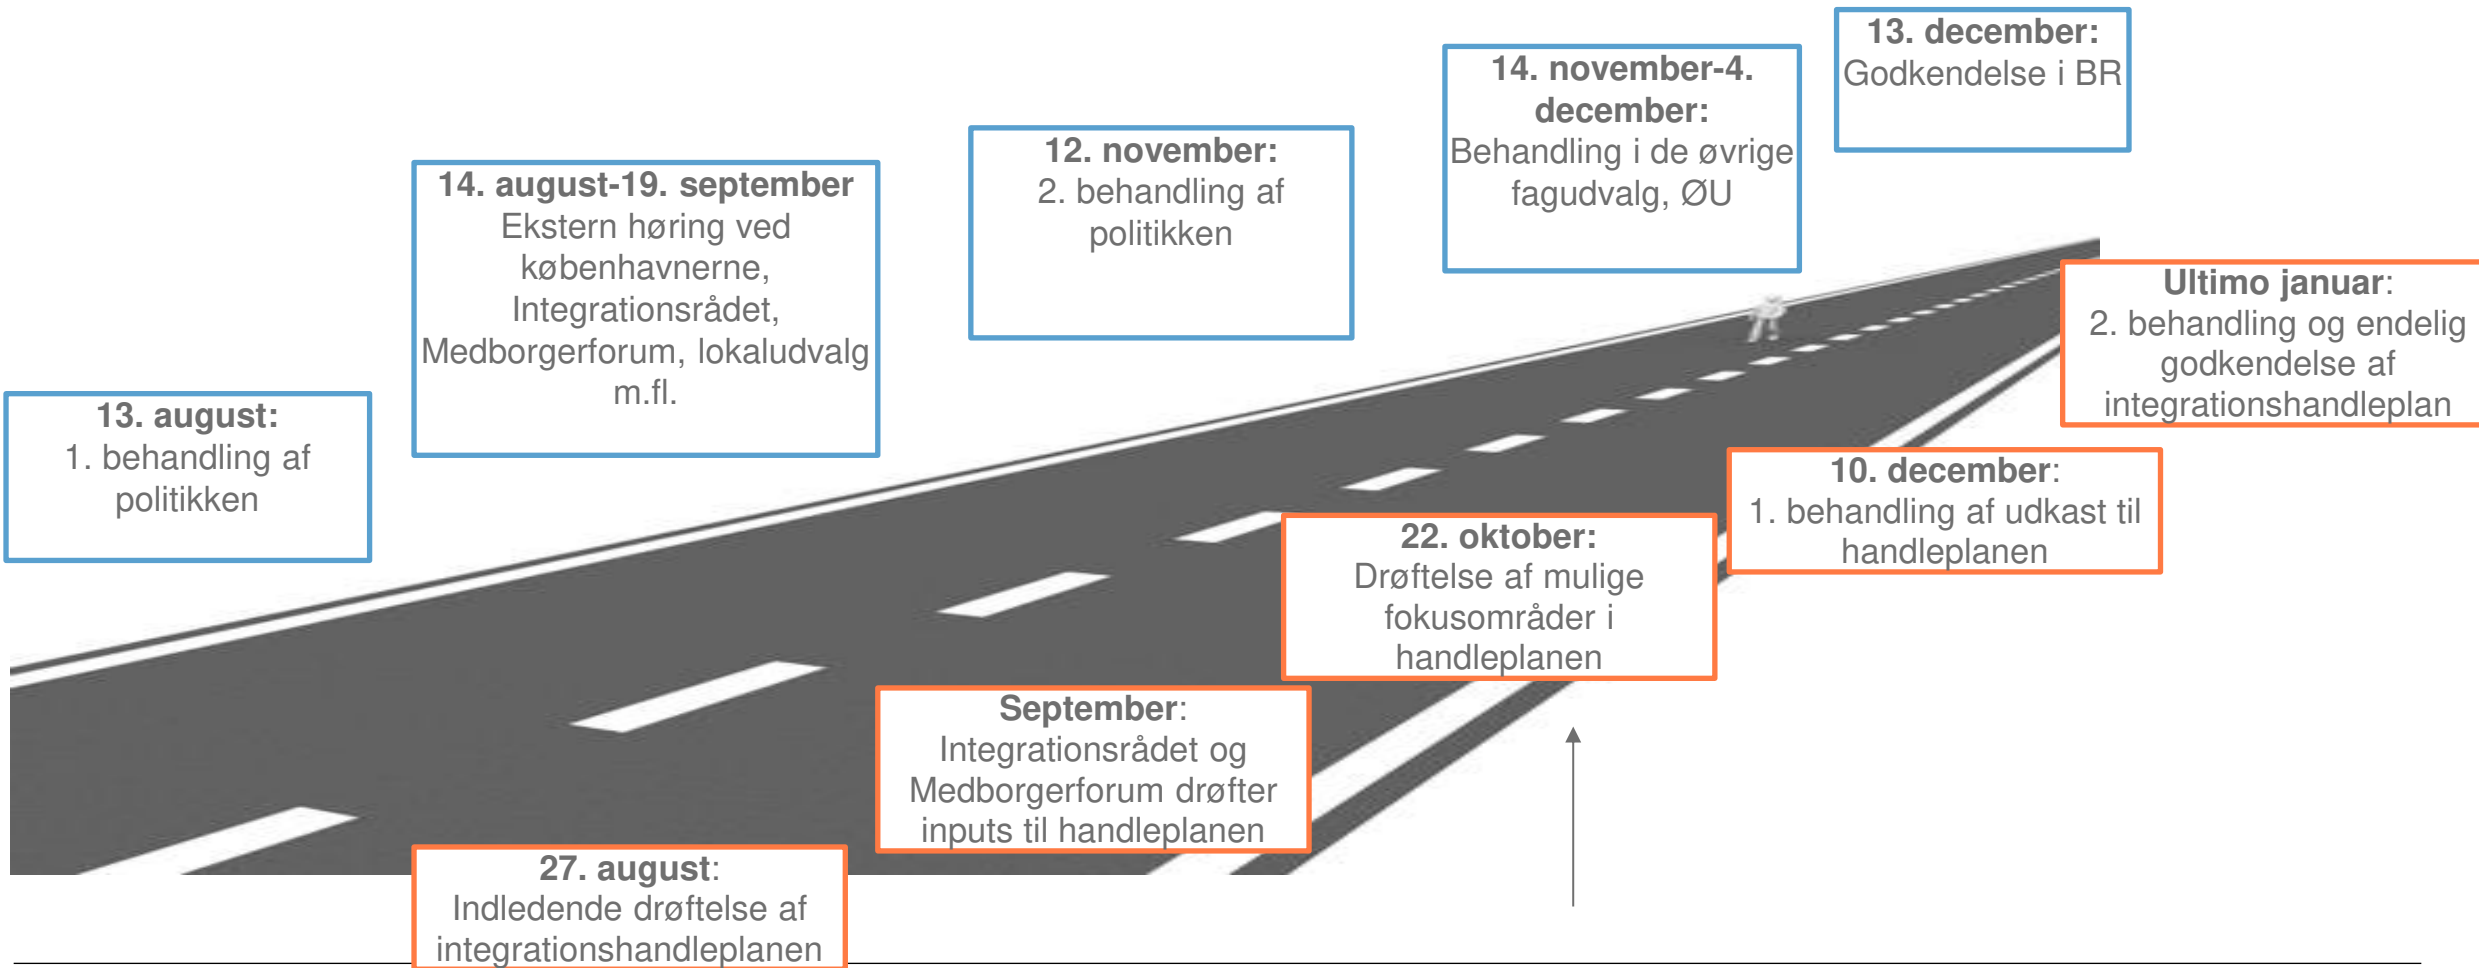 13. august:
1. behandling af
politikken
14. august-19. september
Ekstern høring ved
københavnerne,
Integrationsrådet,
Medborgerforum, lokaludvalg
m.fl.
12. november:
2. behandling af
politikken
14. november-4.
december:
Behandling i de øvrige
fagudvalg, ØU
13. december:
Godkendelse i BR
27. august:
Indledende drøftelse af
integrationshandleplanen
September:
Integrationsrådet og
Medborgerforum drøfter
inputs til handleplanen
22. oktober:
Drøftelse af mulige
fokusområder i
handleplanen
10. december:
1. behandling af udkast til
handleplanen
Ultimo januar:
2. behandling og endelig
godkendelse af
integrationshandleplan